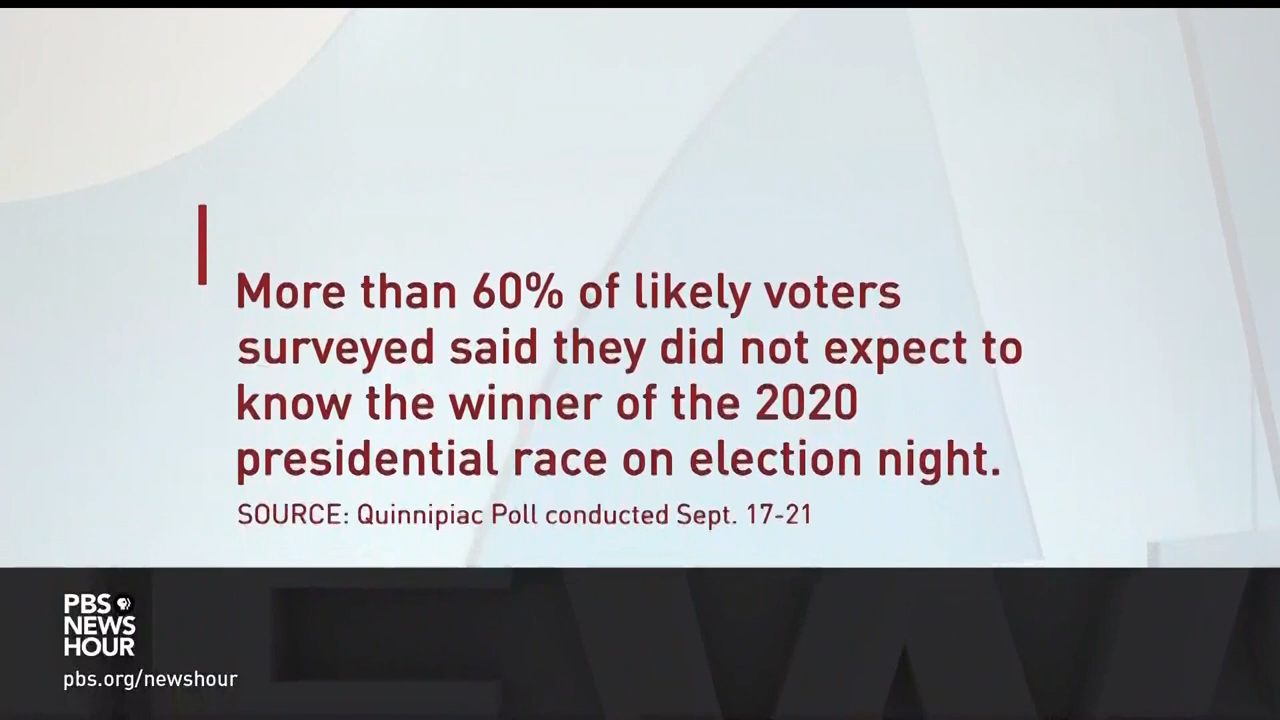 More than 60% of likely voters
surveyed said they did not expect to
know the winner of the 2020
presidential race on election night.
SOURCE: Quinnipiac Poll conducted Sept. 17-21
PBS
NEWS
HOUR
pbs.org/newshour